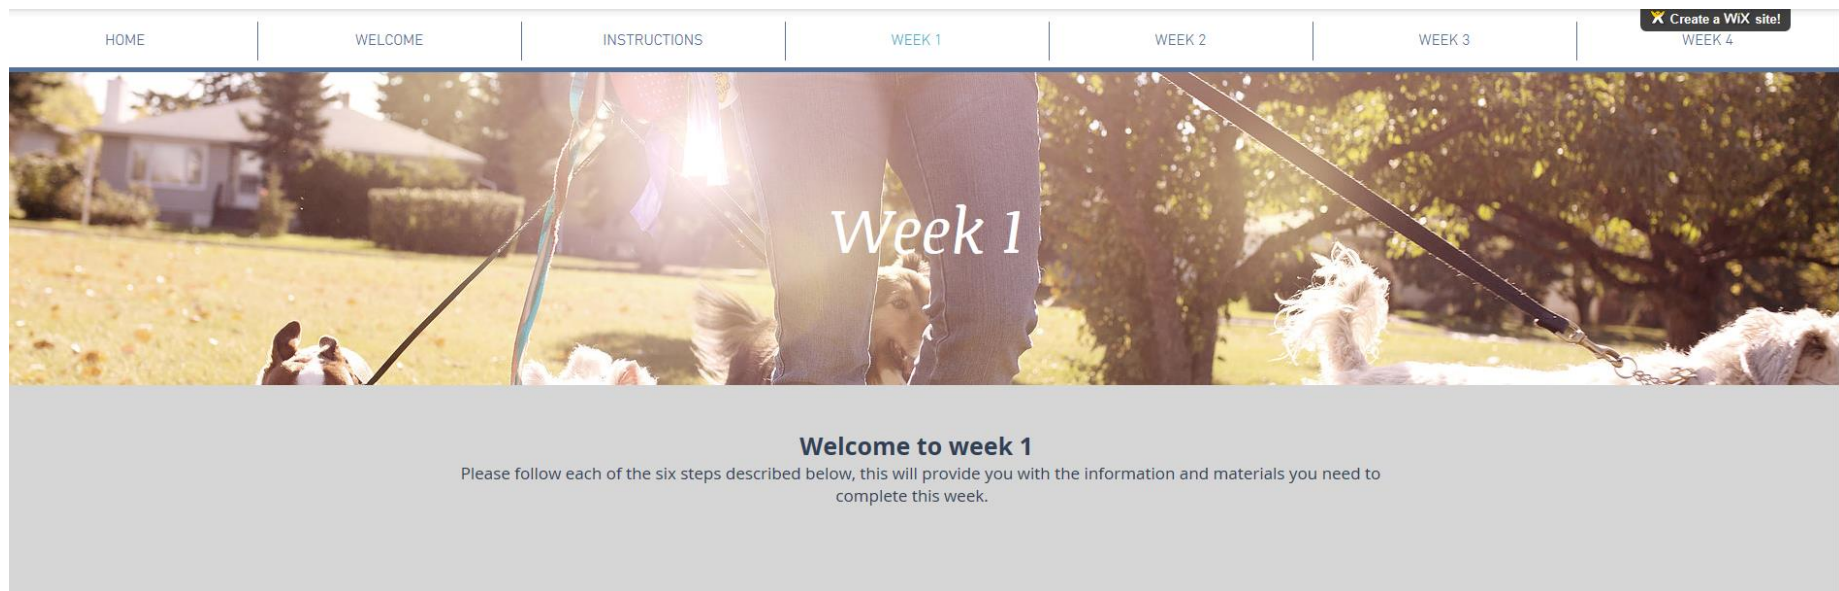 Create a WiX site!
HOME WELCOME INSTRUCTIONS WEEK 1 WEEK 2 WEEK 3 WEEK 4
Week 1
Welcome to week 1
Please follow each of the six steps described below, this will provide you with the information and materials you need to
complete this week.